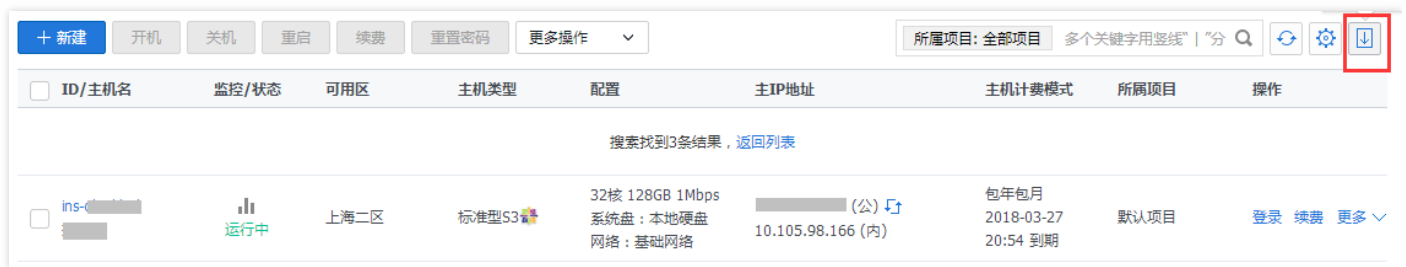 ＋ 新建 开机 关机 重启 续费 重置密码 更多操作 所属项目: 全部项目 多个关键字用竖线" | "分
ID/主机名 监控/状态 可用区 主机类型 配置 主IP地址 主机计费模式 所属项目 操作
搜索找到3条结果，返回列表
ins-
运行中
上海二区
标准型S3
32核 128GB 1Mbps
系统盘：本地硬盘
网络：基础网络
(公)
10.105.98.166 (内)
包年包月
2018-03-27
20:54 到期
默认项目
登录 续费 更多